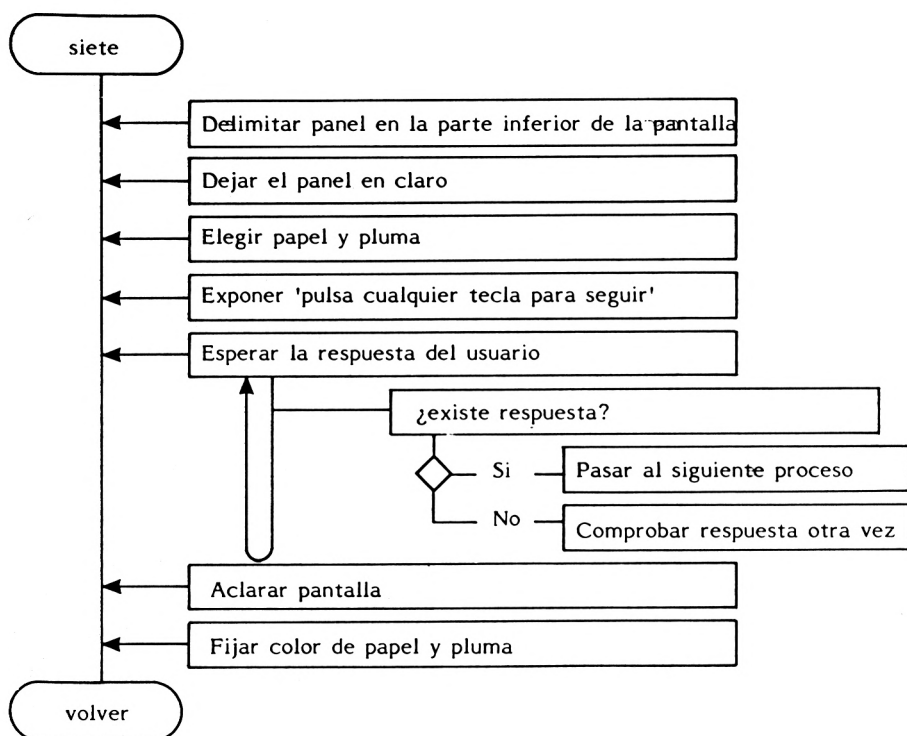 siete
Delimitar panel en la parte inferior de la pantalla
Dejar el panel en claro
Elegir papel y pluma
Exponer 'pulsa cualquier tecla para seguir'
Esperar la respuesta del usuario
¿existe respuesta?
Si
Pasar al siguiente proceso
No
Comprobar respuesta otra vez
Aclarar pantalla
Fijar color de papel y pluma
volver